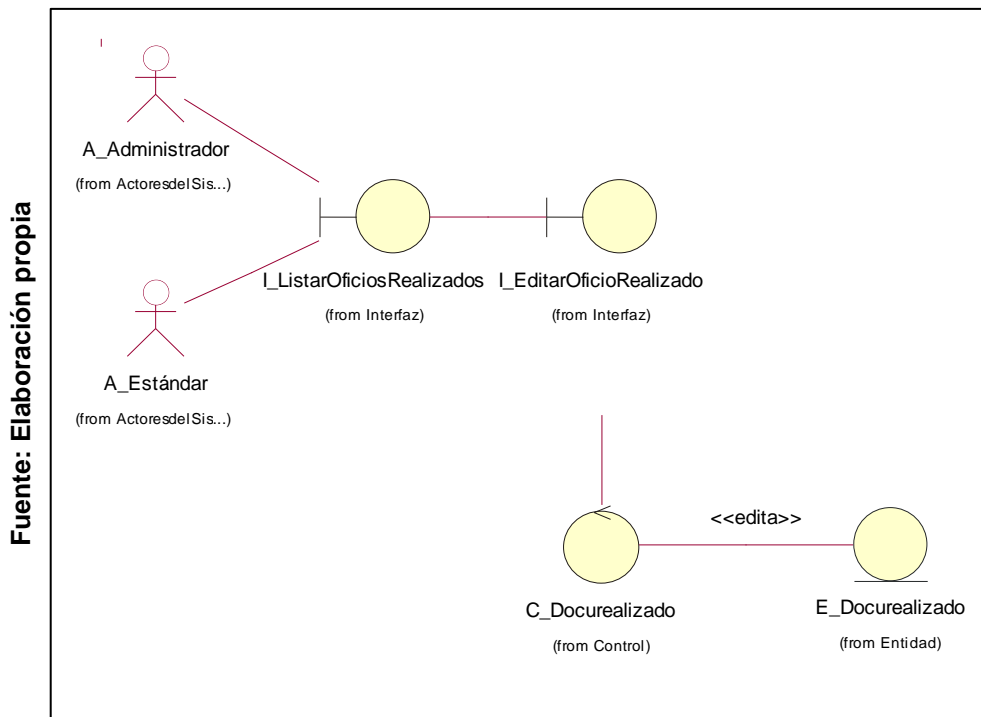 Fuente: Elaboración propia
A_Administrador
(from ActoresdelSis...)
I_ListarOficiosRealizados
(from Interfaz)
I_EditarOficioRealizado
(from Interfaz)
A_Estándar
(from ActoresdelSis...)
<<edita>>
C_Docurealizado
(from Control)
E_Docurealizado
(from Entidad)